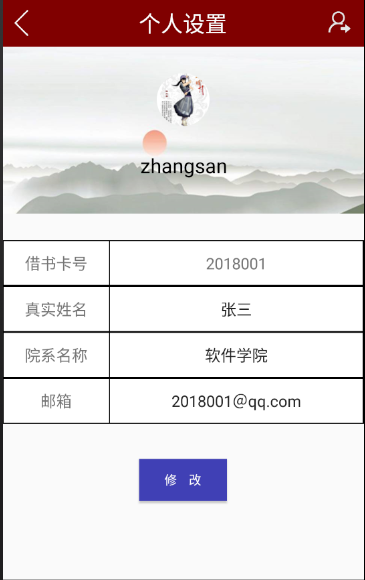 个人设置
zhangsan
借书卡号 2018001
真实姓名 张三
院系名称 软件学院
邮箱 2018001@qq.com
修 改